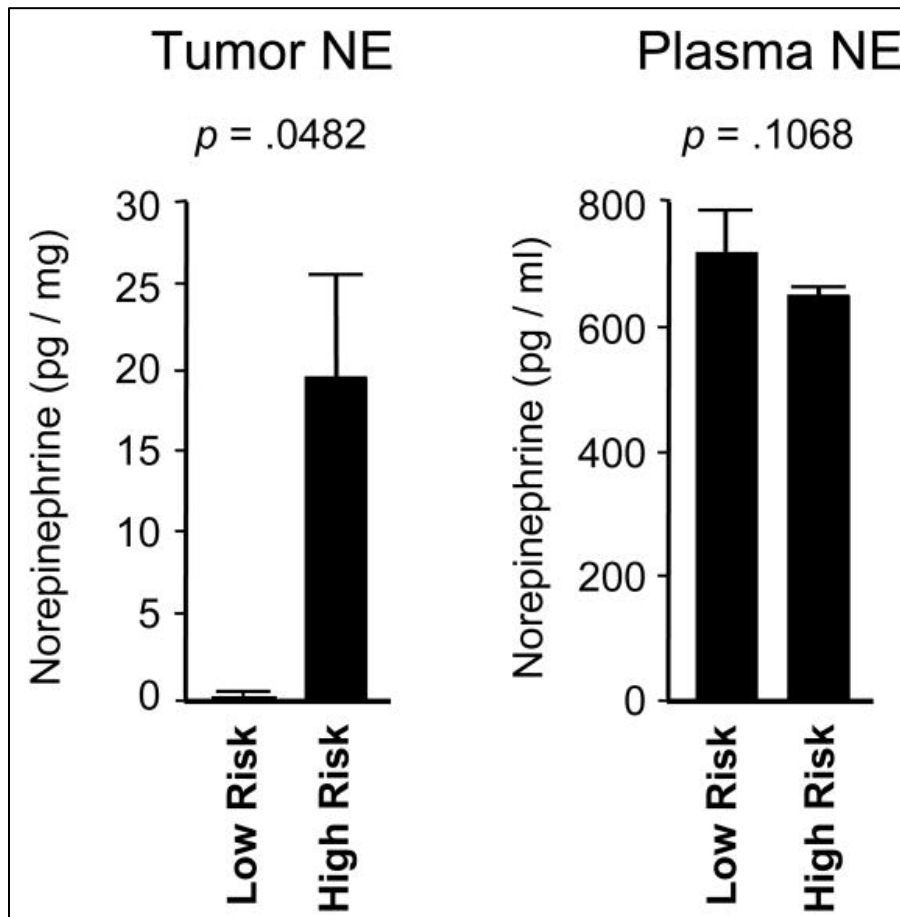 Tumor NE
p = .0482
Norepinephrine (pg / mg)
30
25
20
15
10
5
0
Low Risk
High Risk
Plasma NE
p = .1068
Norepinephrine (pg / ml)
800
600
400
200
0
Low Risk
High Risk